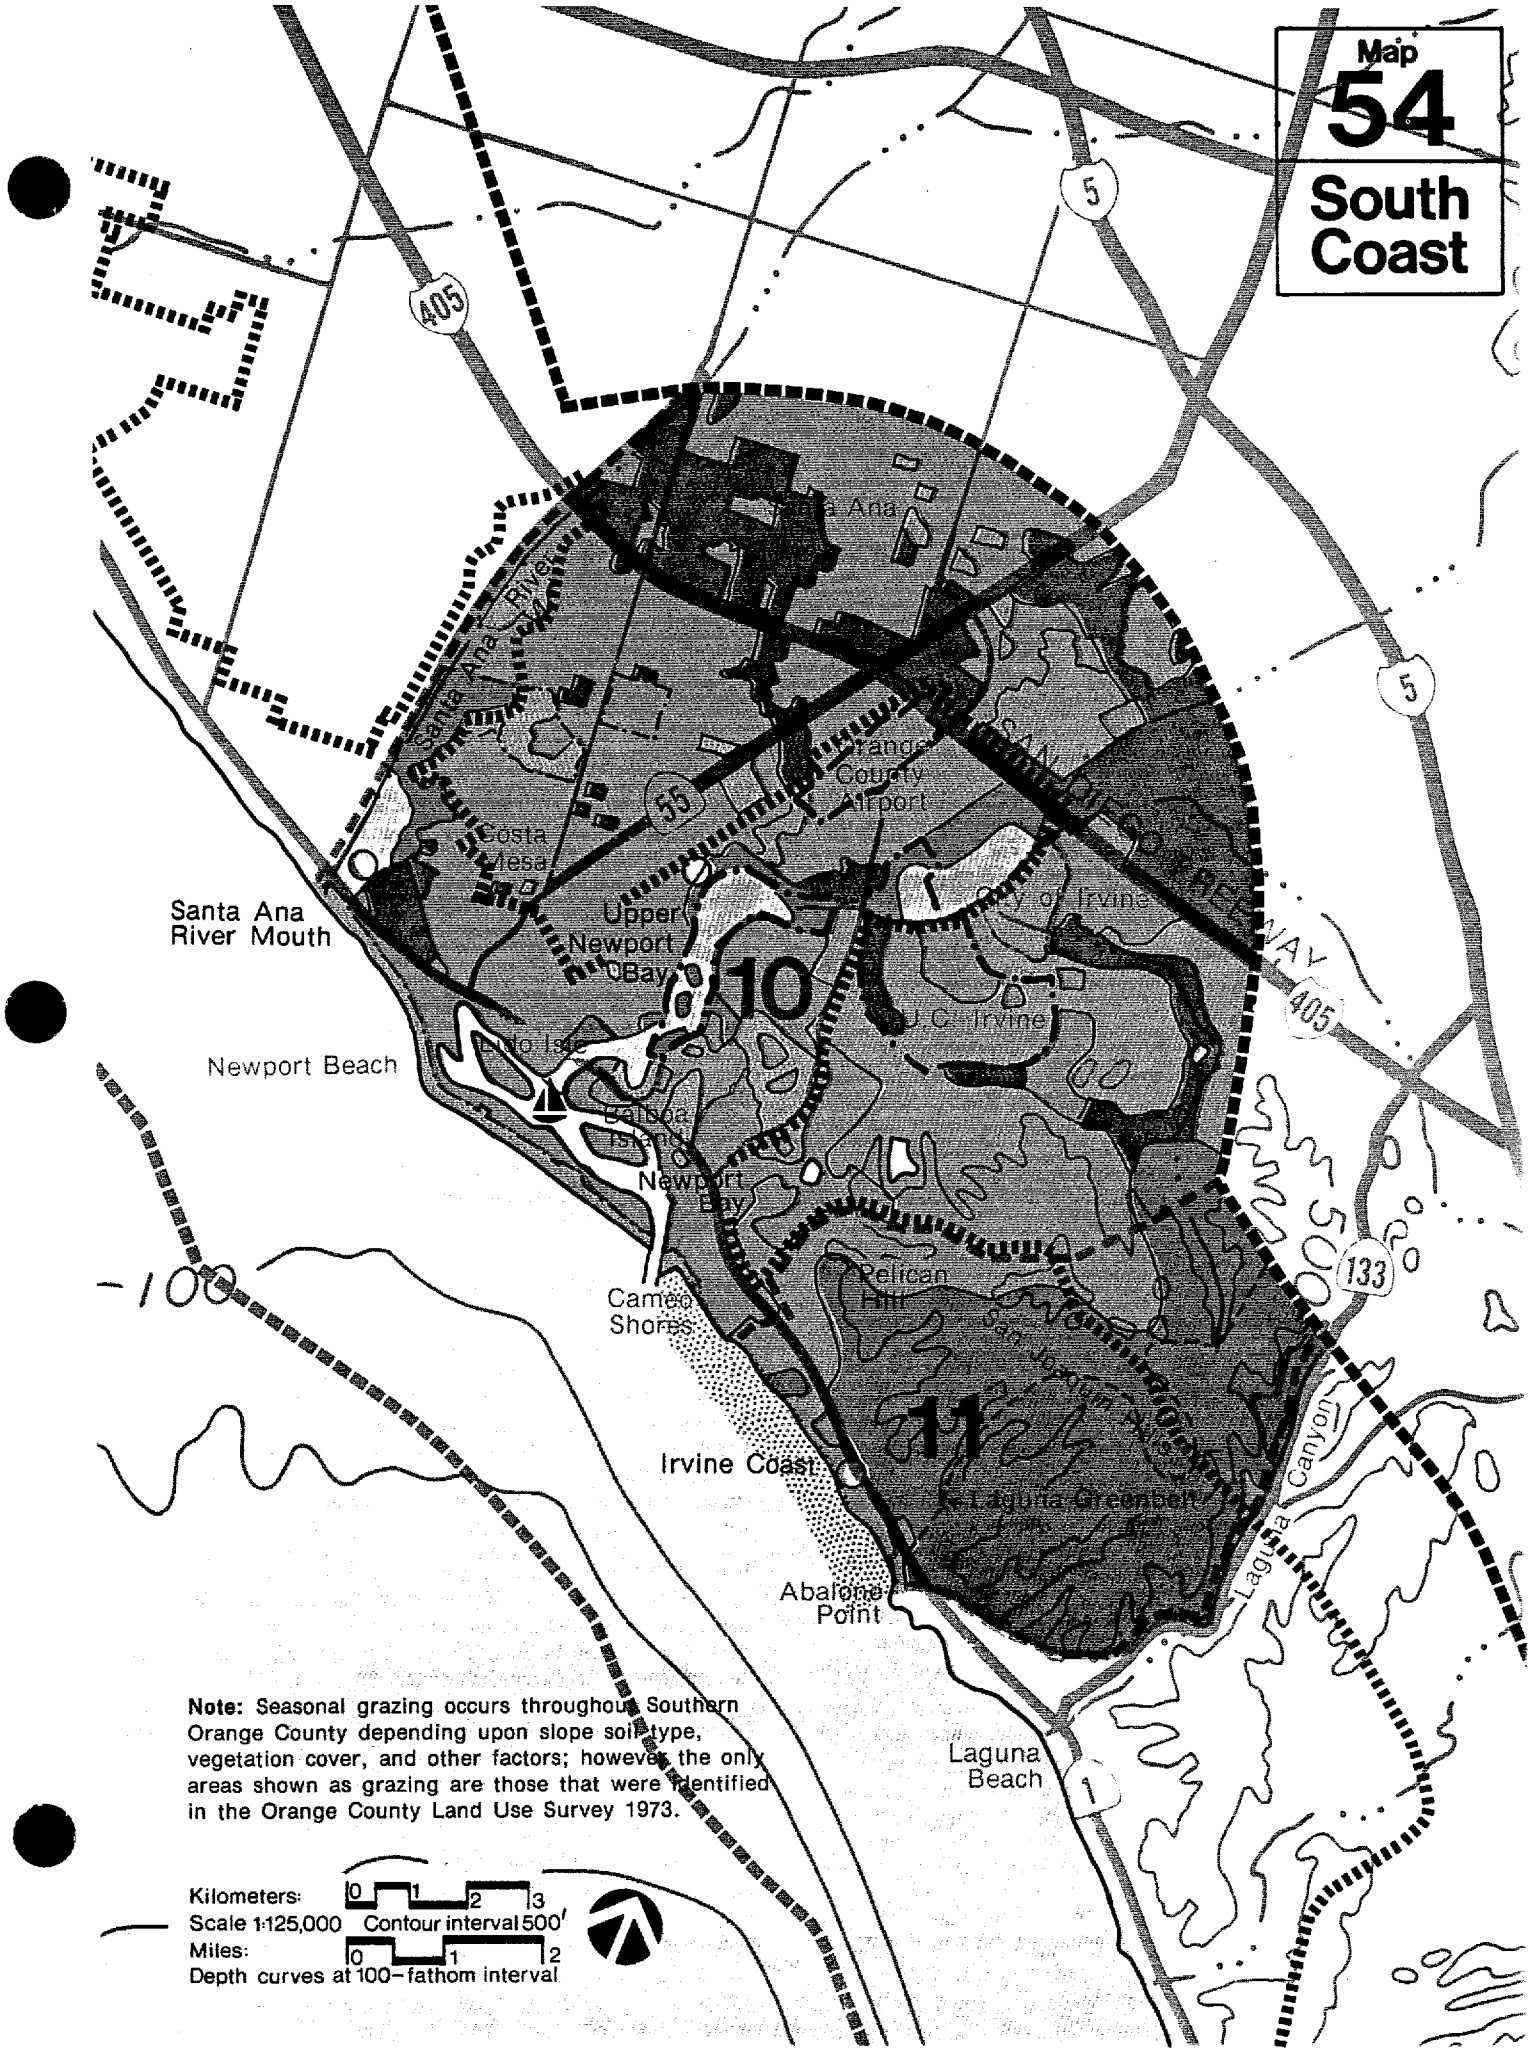 Map
54
South
Coast
5
405
Santa Ana
Santa Ana River
5
SAN DIEGO FREEWAY
Orange
County
Airport
55
Costa
Mesa
Santa Ana
River Mouth
Upper
Newport
Bay
City of Irvine
10
405
U.C. Irvine
Lido Isle
Newport Beach
Balboa
Island
Newport
Bay
500
133
-100
Pelican
Hill
Cameo
Shores
San Joaquin Hills
11
Irvine Coast
Laguna Greenbelt
Laguna Canyon
Abalone
Point
Note: Seasonal grazing occurs throughout Southern
Orange County depending upon slope soil type,
vegetation cover, and other factors; however the only
areas shown as grazing are those that were identified
in the Orange County Land Use Survey 1973.
Laguna
Beach
1
Kilometers: 0 1 2 3
Scale 1:125,000 Contour interval 500'
Miles: 0 1 2
Depth curves at 100-fathom interval